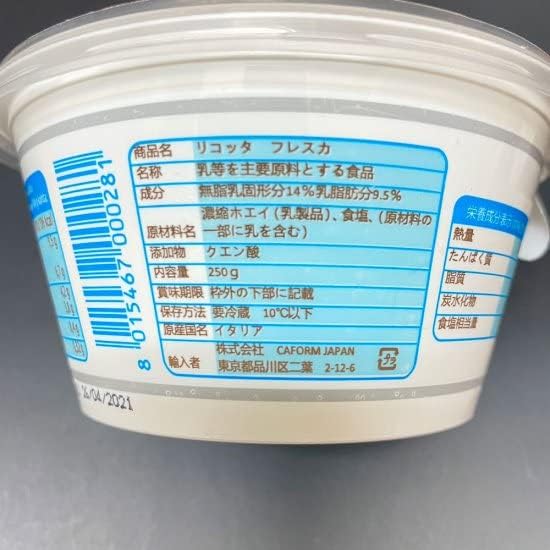 商品名 リコッタ フレスカ
名称 乳等を主要原料とする食品
成分 無脂乳固形分14%乳脂肪分9.5%
原材料名 濃縮ホエイ(乳製品)、食塩、(原材料の
一部に乳を含む)
添加物 クエン酸
内容量 250g
賞味期限 枠外の下部に記載
保存方法 要冷蔵 10℃以下
原産国名 イタリア
輸入者 株式会社 CAFORM JAPAN
東京都品川区二葉 2-12-6
プラ
8 015467 000281
26/04/2021
栄養成分表示
熱量
たんぱく質
脂質
炭水化物
食塩相当量